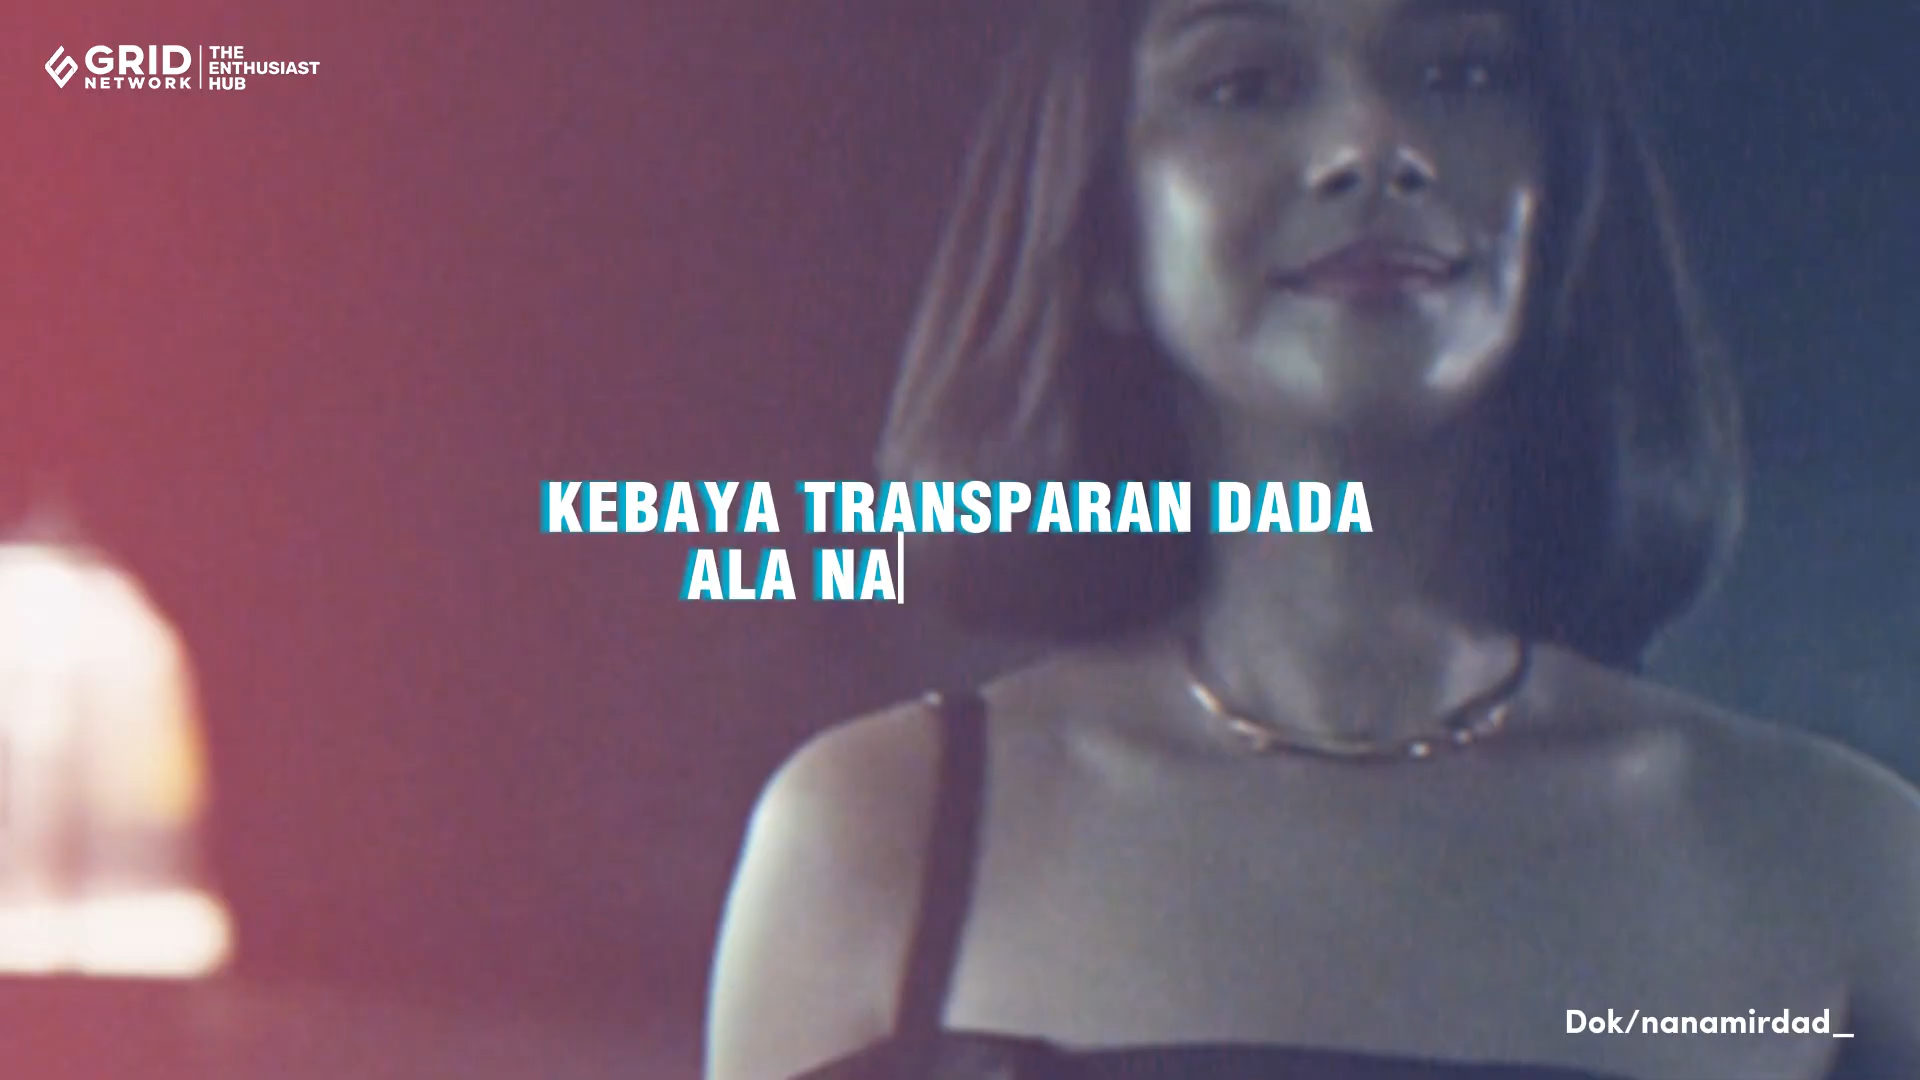 GRID
NETWORK
THE
ENTHUSIAST
HUB
KEBAYA TRANSPARAN DADA
ALA NA
Dok/nanamirdad_